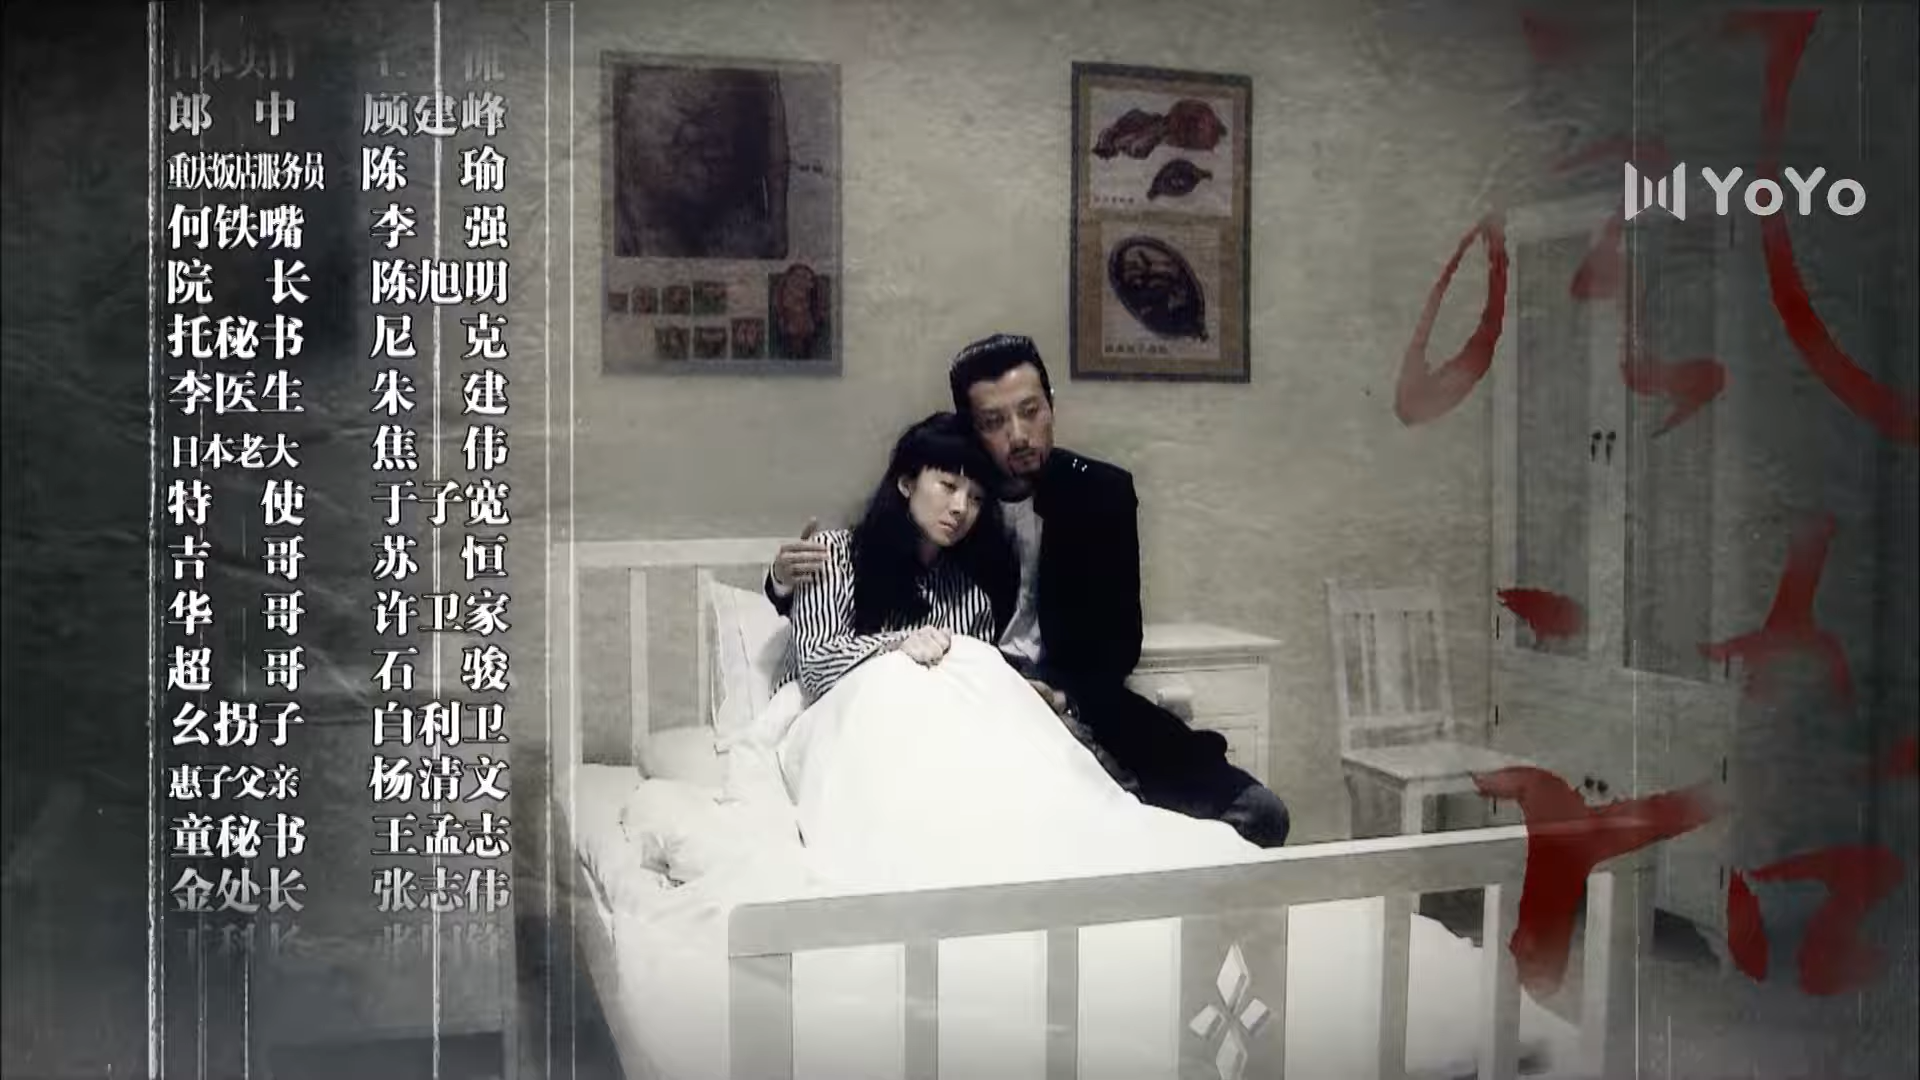 YoYo
郎 中 顾建峰
重庆饭店服务员 陈 瑜
何铁嘴 李 强
院 长 陈旭明
托秘书 尼 克
李医生 朱 建
日本老大 焦 伟
特 使 于子宽
吉 哥 苏 恒
华 哥 许卫家
超 哥 石 骏
幺拐子 白利卫
惠子父亲 杨清文
童秘书 王孟志
金处长 张志伟